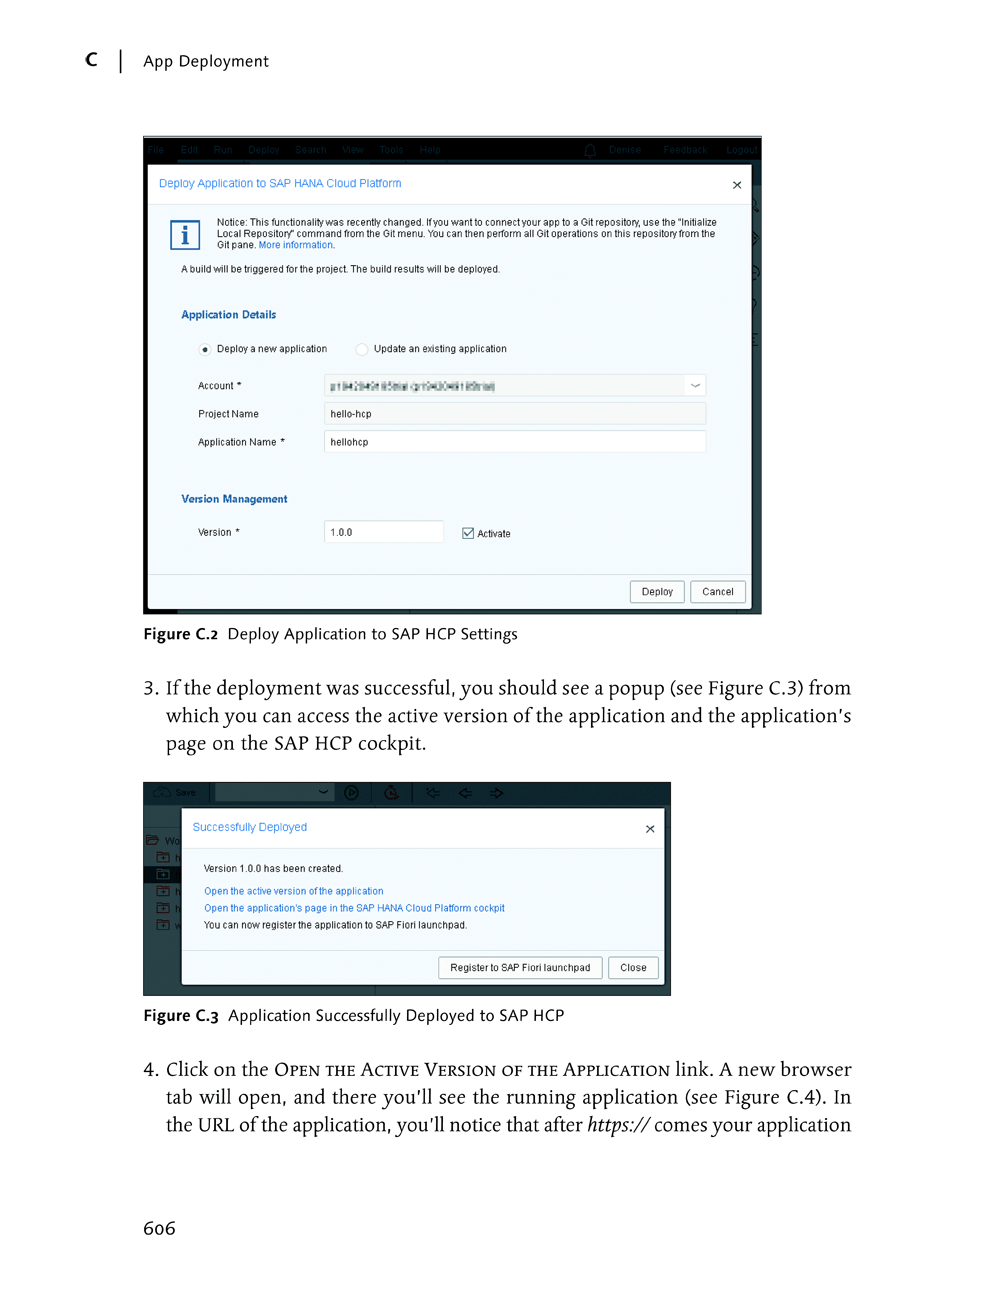 C | App Deployment
File Edit Run Deploy Search View Tools Help Denise Feedback Logout
Deploy Application to SAP HANA Cloud Platform
Notice: This functionality was recently changed. If you want to connect your app to a Git repository, use the "Initialize
Local Repository" command from the Git menu. You can then perform all Git operations on this repository from the
Git pane. More information.
A build will be triggered for the project. The build results will be deployed.
Application Details
Deploy a new application Update an existing application
Account *
Project Name hello-hcp
Application Name * hellohcp
Version Management
Version * 1.0.0 Activate
Deploy Cancel
Figure C.2 Deploy Application to SAP HCP Settings
3. If the deployment was successful, you should see a popup (see Figure C.3) from
which you can access the active version of the application and the application's
page on the SAP HCP cockpit.
Save
Successfully Deployed
Wo
Version 1.0.0 has been created.
h
Open the active version of the application
h
Open the application's page in the SAP HANA Cloud Platform cockpit
h
You can now register the application to SAP Fiori launchpad.
w
Register to SAP Fiori launchpad Close
Figure C.3 Application Successfully Deployed to SAP HCP
4. Click on the Open the Active Version of the Application link. A new browser
tab will open, and there you'll see the running application (see Figure C.4). In
the URL of the application, you'll notice that after https:// comes your application
606